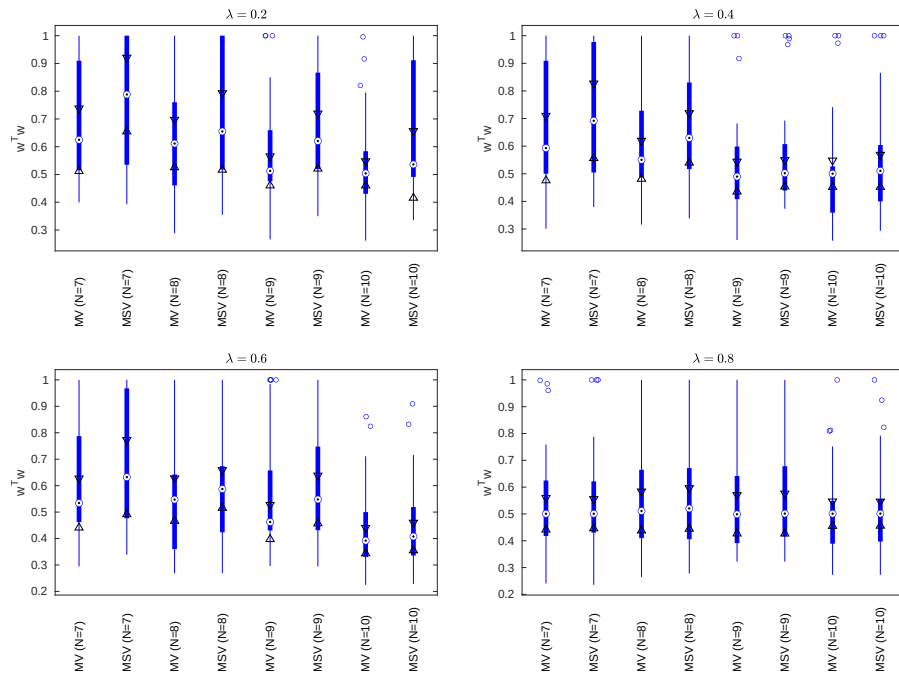 λ = 0.2
1
0.9
0.8
0.7
0.6
0.5
0.4
0.3
wᵀw
MV (N=7)
MSV (N=7)
MV (N=8)
MSV (N=8)
MV (N=9)
MSV (N=9)
MV (N=10)
MSV (N=10)
λ = 0.4
1
0.9
0.8
0.7
0.6
0.5
0.4
0.3
wᵀw
MV (N=7)
MSV (N=7)
MV (N=8)
MSV (N=8)
MV (N=9)
MSV (N=9)
MV (N=10)
MSV (N=10)
λ = 0.6
1
0.9
0.8
0.7
0.6
0.5
0.4
0.3
0.2
wᵀw
MV (N=7)
MSV (N=7)
MV (N=8)
MSV (N=8)
MV (N=9)
MSV (N=9)
MV (N=10)
MSV (N=10)
λ = 0.8
1
0.9
0.8
0.7
0.6
0.5
0.4
0.3
0.2
wᵀw
MV (N=7)
MSV (N=7)
MV (N=8)
MSV (N=8)
MV (N=9)
MSV (N=9)
MV (N=10)
MSV (N=10)